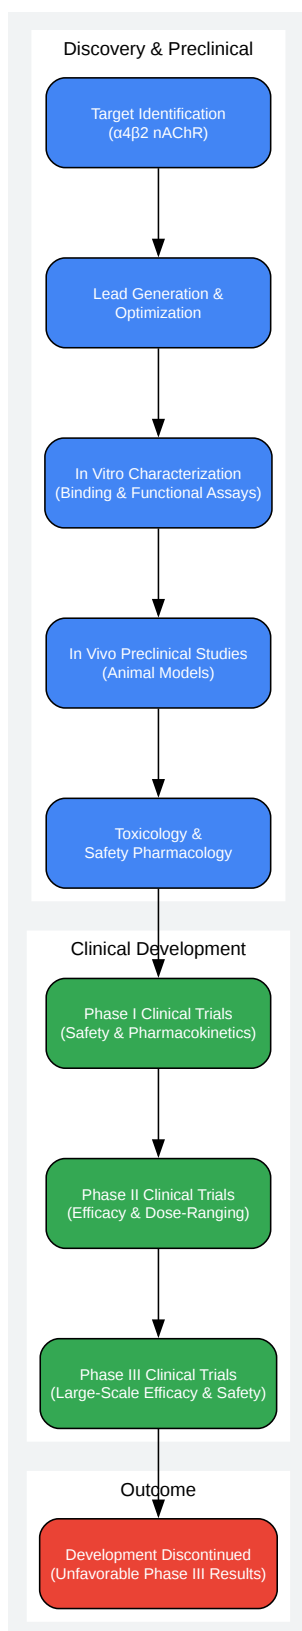 Discovery & Preclinical
Target Identification
(α4β2 nAChR)
Lead Generation &
Optimization
In Vitro Characterization
(Binding & Functional Assays)
In Vivo Preclinical Studies
(Animal Models)
Toxicology &
Safety Pharmacology
Clinical Development
Phase I Clinical Trials
(Safety & Pharmacokinetics)
Phase II Clinical Trials
(Efficacy & Dose-Ranging)
Phase III Clinical Trials
(Large-Scale Efficacy & Safety)
Outcome
Development Discontinued
(Unfavorable Phase III Results)